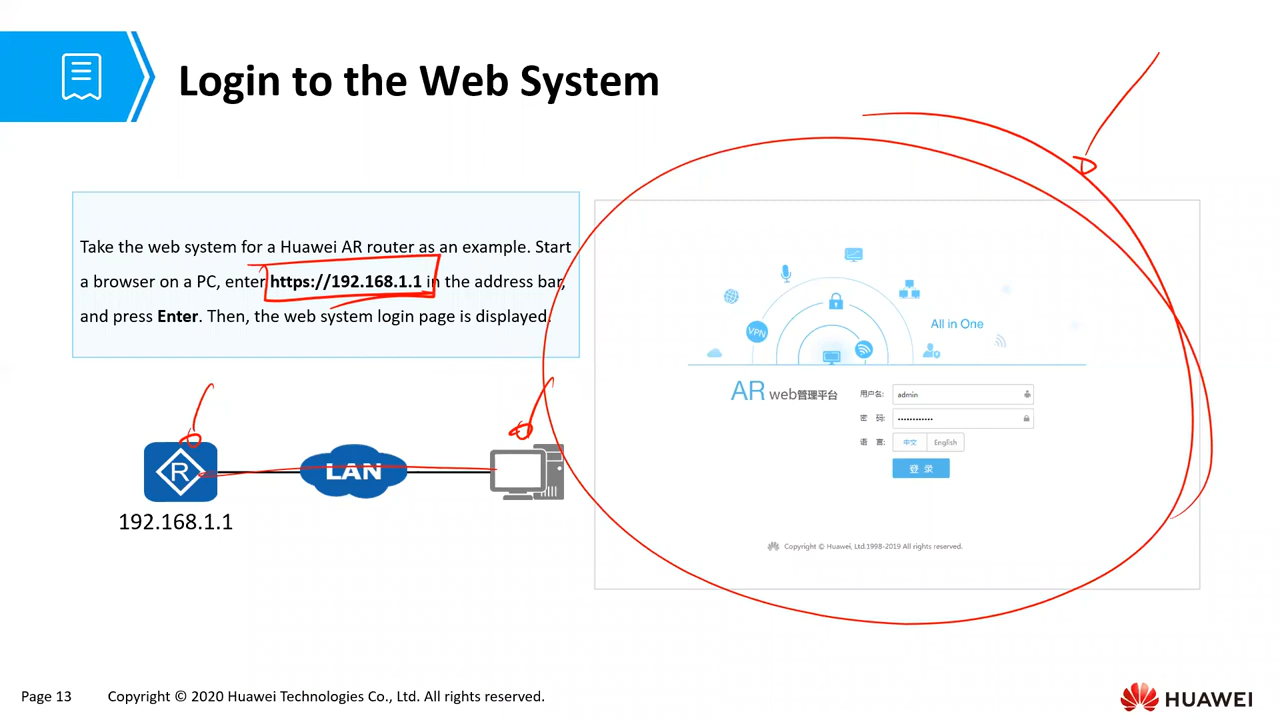 Login to the Web System
Take the web system for a Huawei AR router as an example. Start
a browser on a PC, enter https://192.168.1.1 in the address bar,
and press Enter. Then, the web system login page is displayed.
R
LAN
192.168.1.1
VPN
All in One
AR web管理平台
用户名: admin
密 码: ••••••••••••
语 言: 中文 English
登 录
Copyright © Huawei, Ltd.1998-2019 All rights reserved.
Page 13 Copyright © 2020 Huawei Technologies Co., Ltd. All rights reserved.
HUAWEI